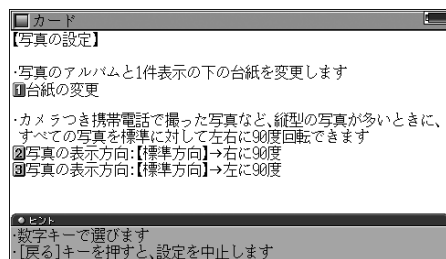 カード
【写真の設定】
・写真のアルバムと1件表示の下の台紙を変更します
1台紙の変更
・カメラつき携帯電話で撮った写真など、縦型の写真が多いときに、
すべての写真を標準に対して左右に90度回転できます
2写真の表示方向:【標準方向】→右に90度
3写真の表示方向:【標準方向】→左に90度
ヒント
・数字キーで選びます
・[戻る]キーを押すと、設定を中止します